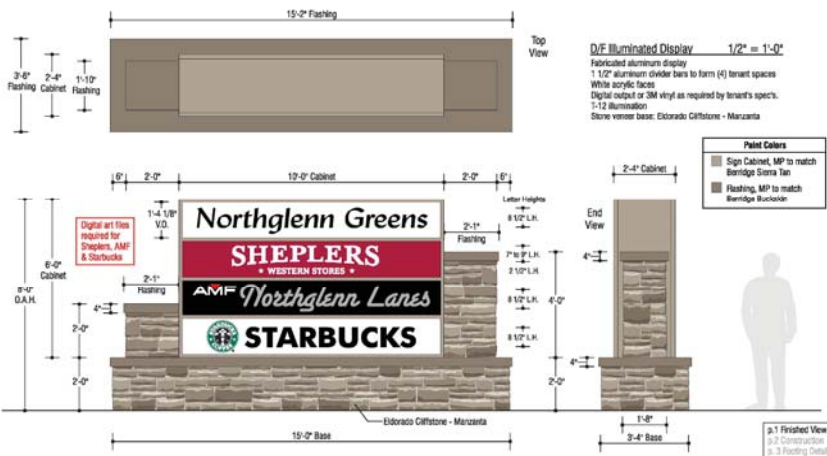 15'-2" Flashing
Top
View
3'-6"
Flashing
2'-4"
Cabinet
1'-10"
Flashing
D/F Illuminated Display 1/2" = 1'-0"
Fabricated aluminum display
1 1/2" aluminum divider bars to form (4) tenant spaces
White acrylic faces
Digital output or 3M vinyl as required by tenant's spec's.
T-12 illumination
Stone veneer base: Eldorado Cliffstone - Manzanta
Paint Colors
Sign Cabinet, MP to match
Berridge Sierra Tan
Flashing, MP to match
Berridge Buckskin
6" 2'-0" 10'-0" Cabinet 2'-0" 6"
2'-4" Cabinet
Letter Heights
Digital art files
required for
Sheplers, AMF
& Starbucks
1'-4 1/8"
V.O.
Northglenn Greens
8 1/2" L.H.
2'-1"
Flashing
End
View
SHEPLERS
WESTERN STORES
7" to 9" L.H.
2 1/2" L.H.
4"
6'-0"
Cabinet
8'-0"
O.A.H.
2'-1"
Flashing
AMF Northglenn Lanes
8 1/2" L.H.
4'-0"
4"
2'-0"
STARBUCKS
8 1/2" L.H.
2'-0"
2'-0"
4"
Eldorado Cliffstone - Manzanta
15'-0" Base
1'-8"
3'-4" Base
p.1 Finished View
p.2 Construction
p. 3 Footing Detail